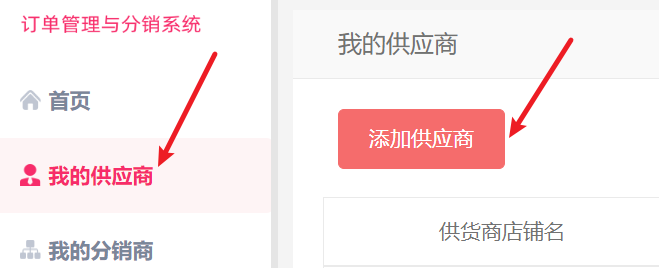 订单管理与分销系统
首页
我的供应商
我的分销商
我的供应商
添加供应商
供货商店铺名